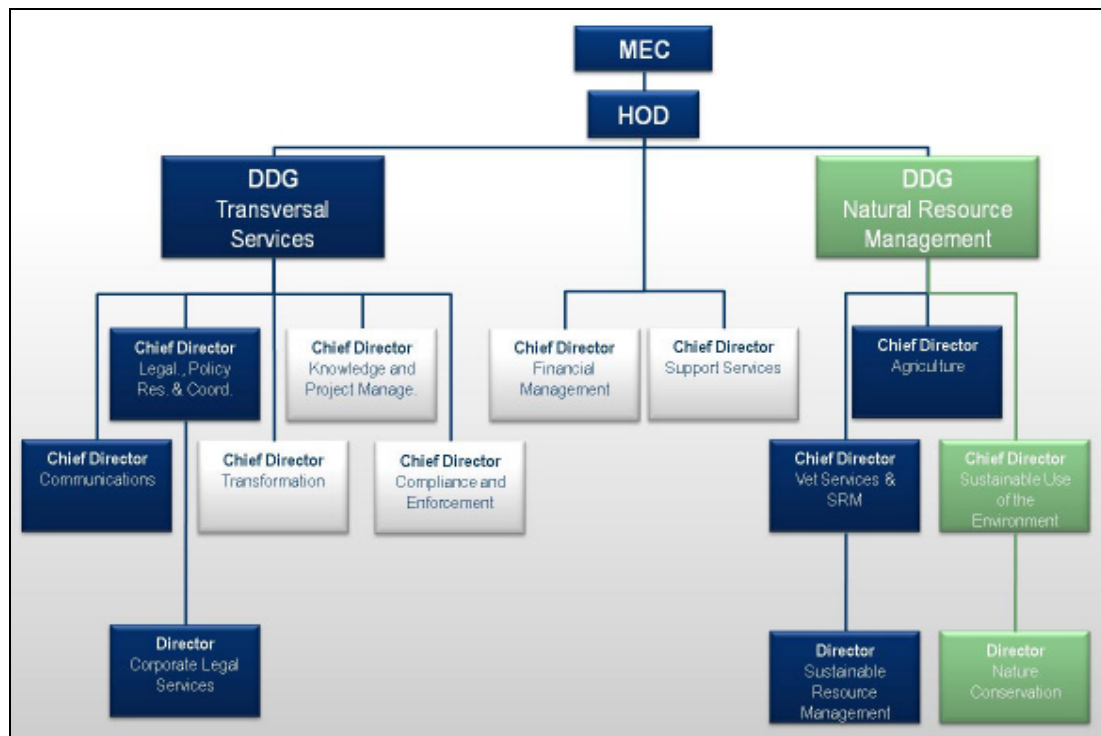 MEC
HOD
DDG
Transversal
Services
DDG
Natural Resource
Management
Chief Director
Legal., Policy
Res. & Coord.
Chief Director
Knowledge and
Project Manage.
Chief Director
Financial
Management
Chief Director
Support Services
Chief Director
Agriculture
Chief Director
Communications
Chief Director
Transformation
Chief Director
Compliance and
Enforcement
Chief Director
Vet Services &
SRM
Chief Director
Sustainable Use
of the
Environment
Director
Corporate Legal
Services
Director
Sustainable
Resource
Management
Director
Nature
Conservation